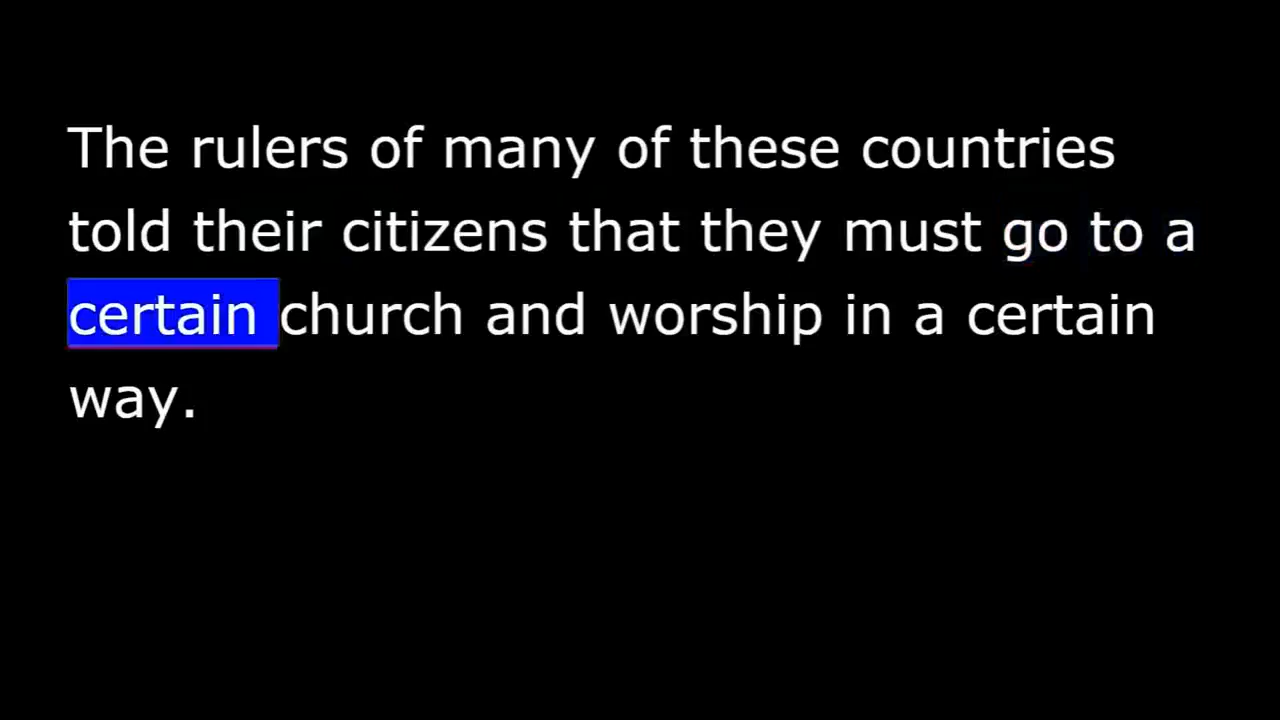 The rulers of many of these countries
told their citizens that they must go to a
certain church and worship in a certain
way.